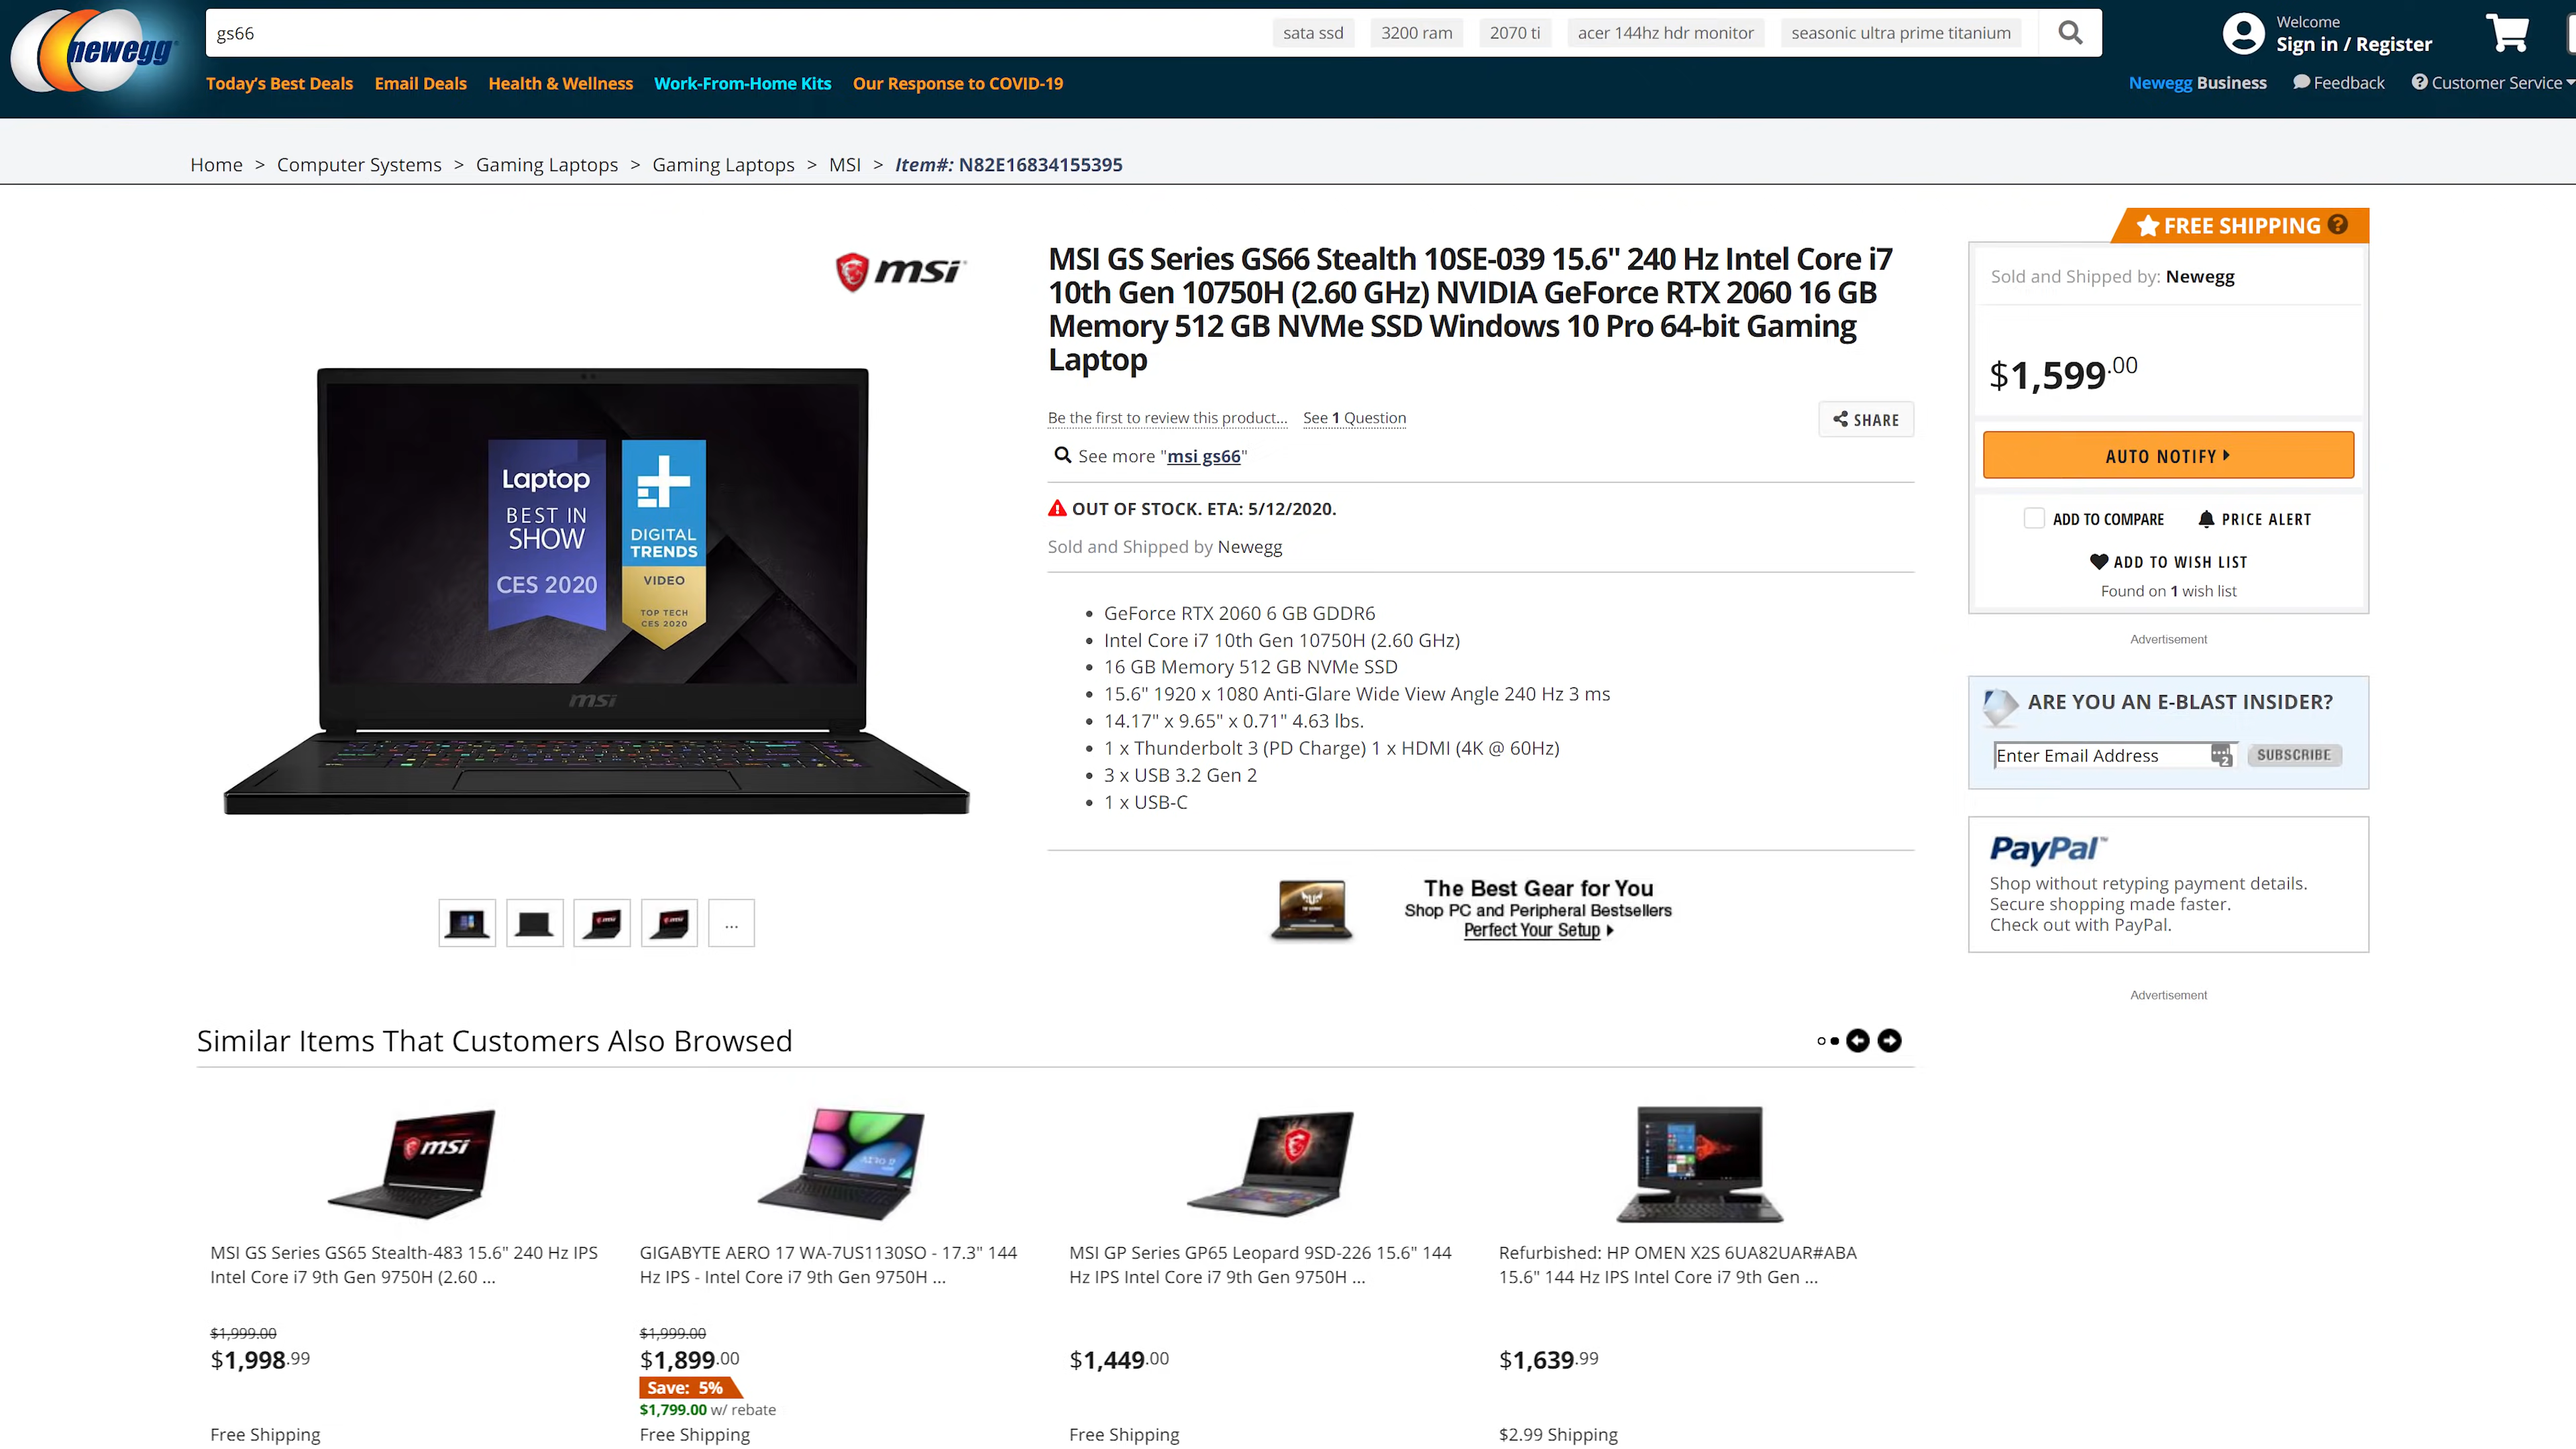 newegg
gs66
sata ssd
3200 ram
2070 ti
acer 144hz hdr monitor
seasonic ultra prime titanium
Welcome
Sign in / Register
Today's Best Deals
Email Deals
Health & Wellness
Work-From-Home Kits
Our Response to COVID-19
Newegg Business
Feedback
Customer Service
Home > Computer Systems > Gaming Laptops > Gaming Laptops > MSI > Item#: N82E16834155395
msi
Laptop
BEST IN
SHOW
CES 2020
DIGITAL
TRENDS
VIDEO
TOP TECH
CES 2020
msi
...
MSI GS Series GS66 Stealth 10SE-039 15.6" 240 Hz Intel Core i7
10th Gen 10750H (2.60 GHz) NVIDIA GeForce RTX 2060 16 GB
Memory 512 GB NVMe SSD Windows 10 Pro 64-bit Gaming
Laptop
Be the first to review this product... See 1 Question
SHARE
See more "msi gs66"
OUT OF STOCK. ETA: 5/12/2020.
Sold and Shipped by Newegg
GeForce RTX 2060 6 GB GDDR6
Intel Core i7 10th Gen 10750H (2.60 GHz)
16 GB Memory 512 GB NVMe SSD
15.6" 1920 x 1080 Anti-Glare Wide View Angle 240 Hz 3 ms
14.17" x 9.65" x 0.71" 4.63 lbs.
1 x Thunderbolt 3 (PD Charge) 1 x HDMI (4K @ 60Hz)
3 x USB 3.2 Gen 2
1 x USB-C
The Best Gear for You
Shop PC and Peripheral Bestsellers
Perfect Your Setup
FREE SHIPPING ?
Sold and Shipped by: Newegg
$1,599.00
AUTO NOTIFY
ADD TO COMPARE
PRICE ALERT
ADD TO WISH LIST
Found on 1 wish list
Advertisement
ARE YOU AN E-BLAST INSIDER?
Enter Email Address
SUBSCRIBE
PayPal™
Shop without retyping payment details.
Secure shopping made faster.
Check out with PayPal.
Advertisement
Similar Items That Customers Also Browsed
msi
MSI GS Series GS65 Stealth-483 15.6" 240 Hz IPS
Intel Core i7 9th Gen 9750H (2.60 ...
$1,999.00
$1,998.99
Free Shipping
GIGABYTE AERO 17 WA-7US1130SO - 17.3" 144
Hz IPS - Intel Core i7 9th Gen 9750H ...
$1,999.00
$1,899.00
Save: 5%
$1,799.00 w/ rebate
Free Shipping
MSI GP Series GP65 Leopard 9SD-226 15.6" 144
Hz IPS Intel Core i7 9th Gen 9750H ...
$1,449.00
Free Shipping
Refurbished: HP OMEN X2S 6UA82UAR#ABA
15.6" 144 Hz IPS Intel Core i7 9th Gen ...
$1,639.99
$2.99 Shipping